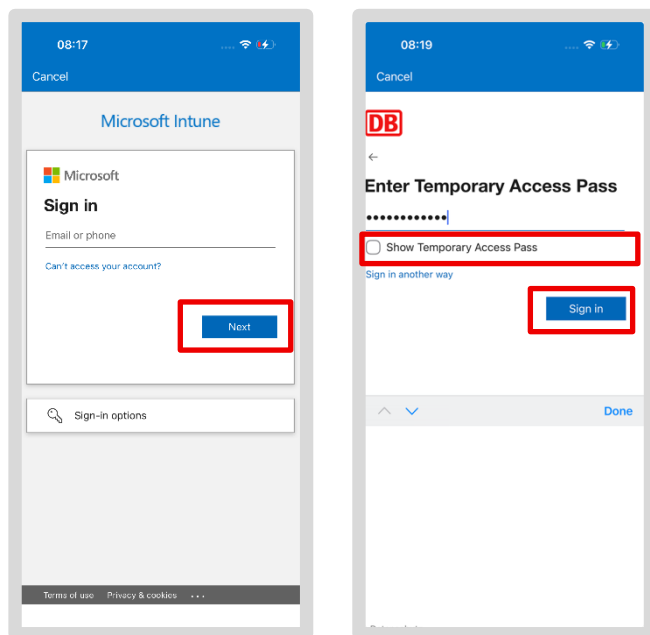 08:17
Cancel
Microsoft Intune
Microsoft
Sign in
Email or phone
Can't access your account?
Next
Sign-in options
Terms of use Privacy & cookies ...
08:19
Cancel
DB
Enter Temporary Access Pass
Show Temporary Access Pass
Sign in another way
Sign in
Done